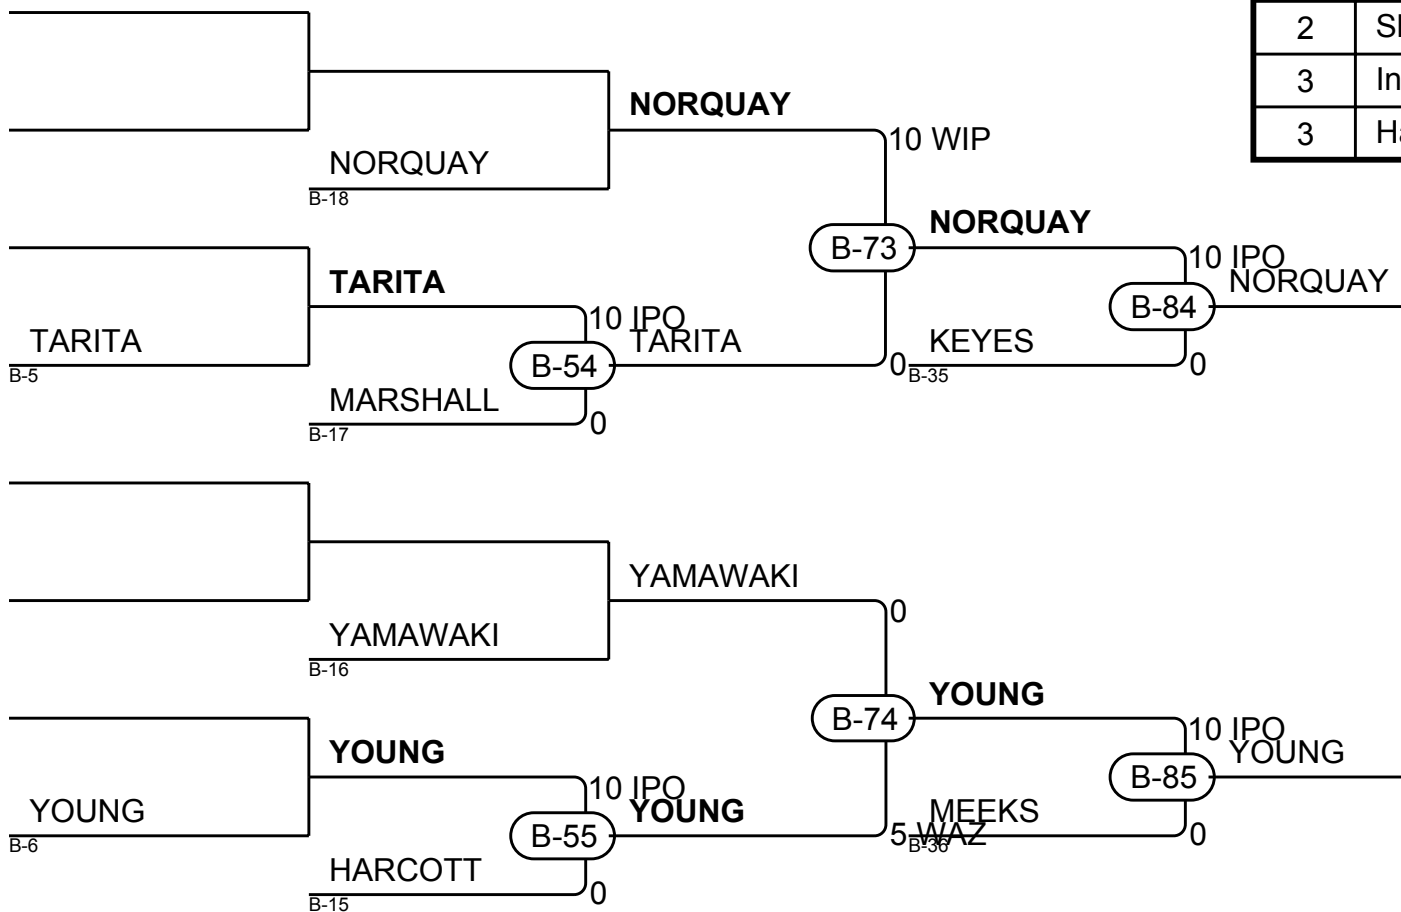 2
3
3
NORQUAY
10 WIP
NORQUAY
B-18
B-73
NORQUAY
TARITA
10 IPO
NORQUAY
B-84
10 IPO
TARITA
TARITA
B-5
B-54
KEYES
0
B-35
0
MARSHALL
B-17
0
YAMAWAKI
0
YAMAWAKI
B-16
YOUNG
B-74
YOUNG
10 IPO
YOUNG
B-85
10 IPO
YOUNG
YOUNG
B-6
B-55
MEEKS
5 WAZ
B-36
0
HARCOTT
B-15
0